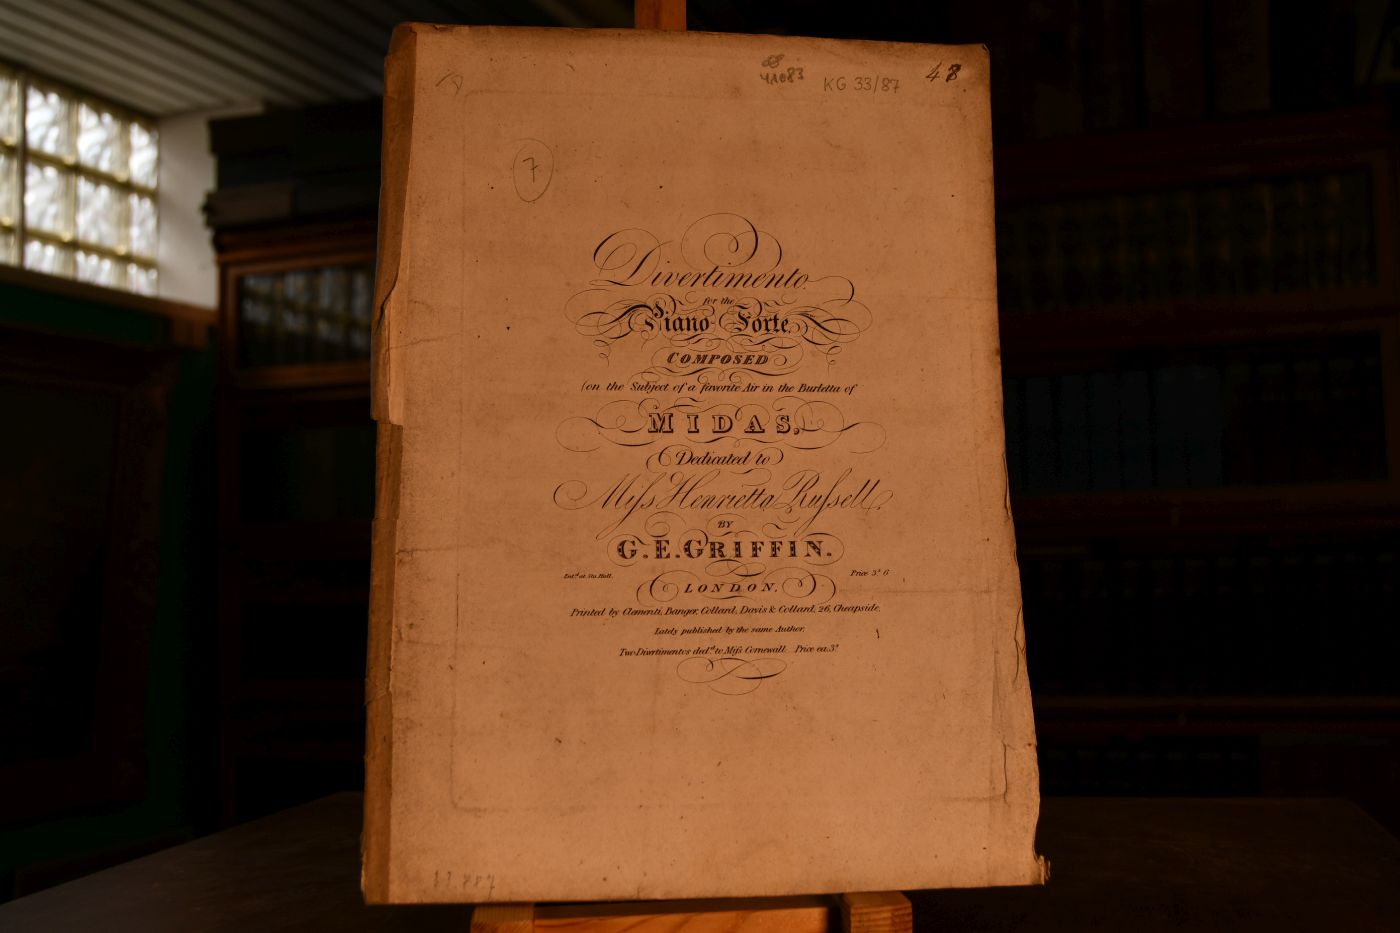 41083
KG 33/87
48
7
Divertimento
for the
Piano Forte,
COMPOSED
(on the Subject of a favorite Air in the Burletta of
MIDAS,
Dedicated to
Miſs Henrietta Ruſsell,
BY
G. E. GRIFFIN.
Ent.d at Sta. Hall.
Price 3s 6
LONDON,
Printed by Clementi, Banger, Collard, Davis & Collard, 26, Cheapside.
Lately published by the same Author,
Two Divertimentos ded.d to Miſs Cornewall. Price ea. 3s